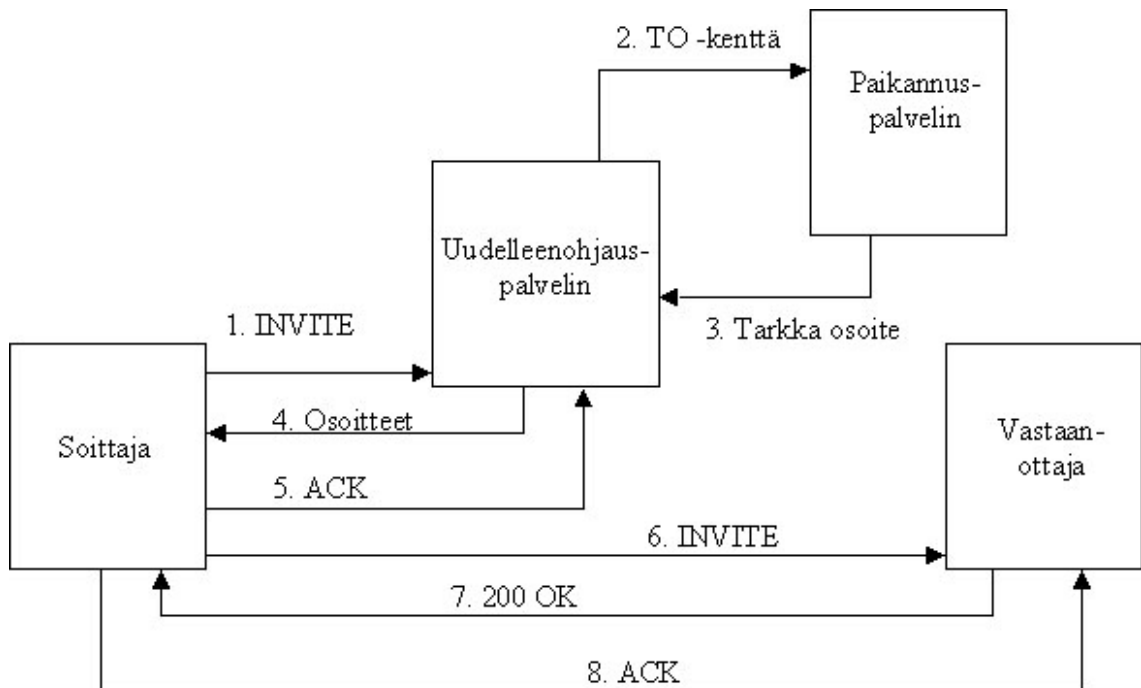 2. TO -kenttä
Paikannus-
palvelin
Uudelleenohjaus-
palvelin
3. Tarkka osoite
1. INVITE
4. Osoitteet
Soittaja
5. ACK
Vastaan-
ottaja
6. INVITE
7. 200 OK
8. ACK